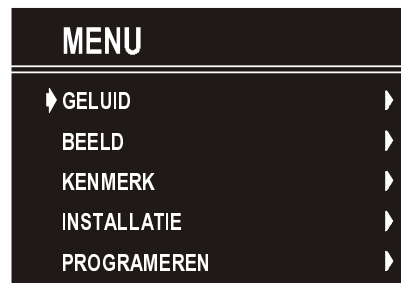 MENU
GELUID
BEELD
KENMERK
INSTALLATIE
PROGRAMEREN